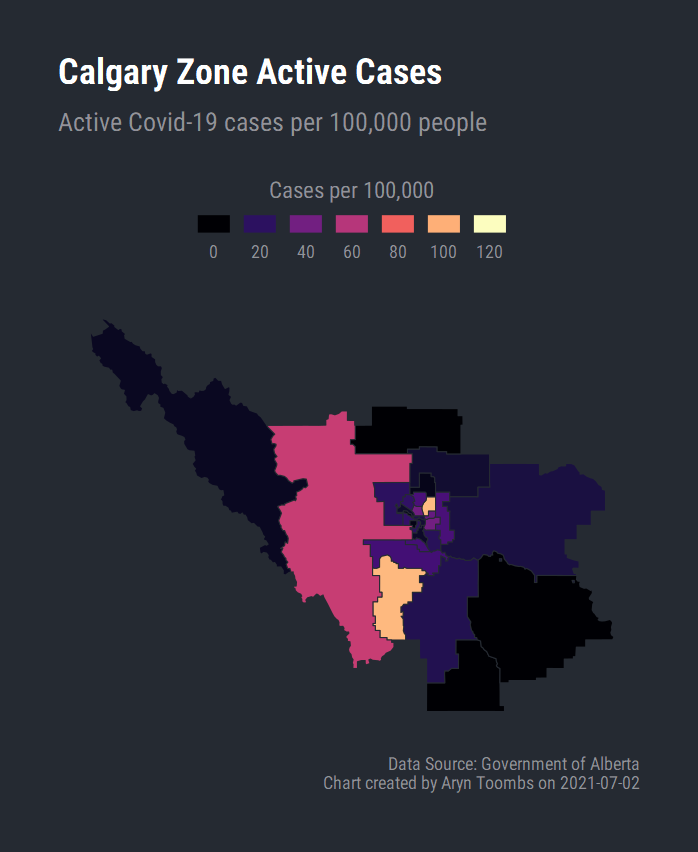 Calgary Zone Active Cases
Active Covid-19 cases per 100,000 people
Cases per 100,000
0 20 40 60 80 100 120
Data Source: Government of Alberta
Chart created by Aryn Toombs on 2021-07-02